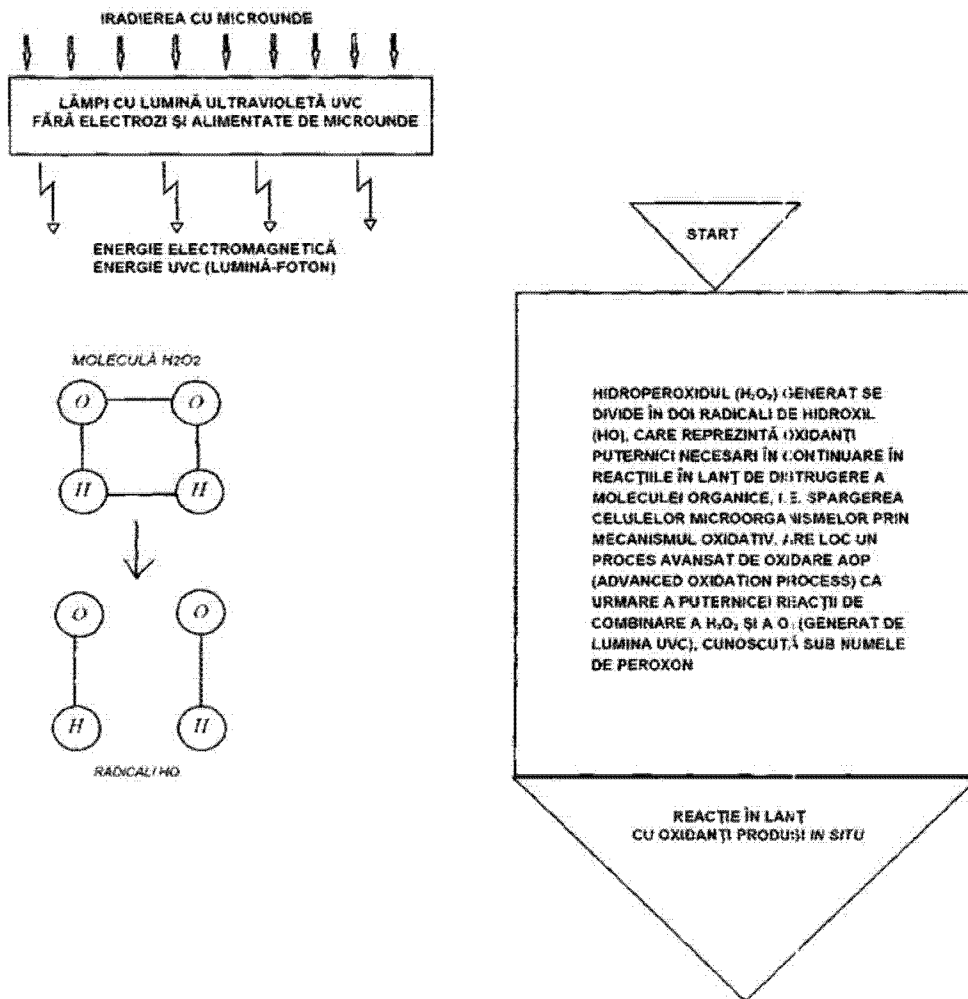 IRADIEREA CU MICROUNDE
LĂMPI CU LUMINĂ ULTRAVIOLETĂ UVC
FĂRĂ ELECTROZI ȘI ALIMENTATE DE MICROUNDE
ENERGIE ELECTROMAGNETICĂ
ENERGIE UVC (LUMINĂ-FOTON)
MOLECULĂ H2O2
O O
H H
O O
H H
RADICALI HO
START
HIDROPEROXIDUL (H₂O₂) GENERAT SE
DIVIDE ÎN DOI RADICALI DE HIDROXIL
(HO), CARE REPREZINTĂ OXIDANȚI
PUTERNICI NECESARI ÎN CONTINUARE ÎN
REACȚIILE ÎN LANȚ DE DISTRUGERE A
MOLECULEI ORGANICE, I.E. SPARGEREA
CELULELOR MICROORGANISMELOR PRIN
MECANISMUL OXIDATIV. ARE LOC UN
PROCES AVANSAT DE OXIDARE AOP
(ADVANCED OXIDATION PROCESS) CA
URMARE A PUTERNICEI REACȚII DE
COMBINARE A H₂O₂ ȘI A (GENERAT DE
LUMINA UVC), CUNOSCUTĂ SUB NUMELE
DE PEROXON
REACȚIE ÎN LANȚ
CU OXIDANȚI PRODUȘI IN SITU